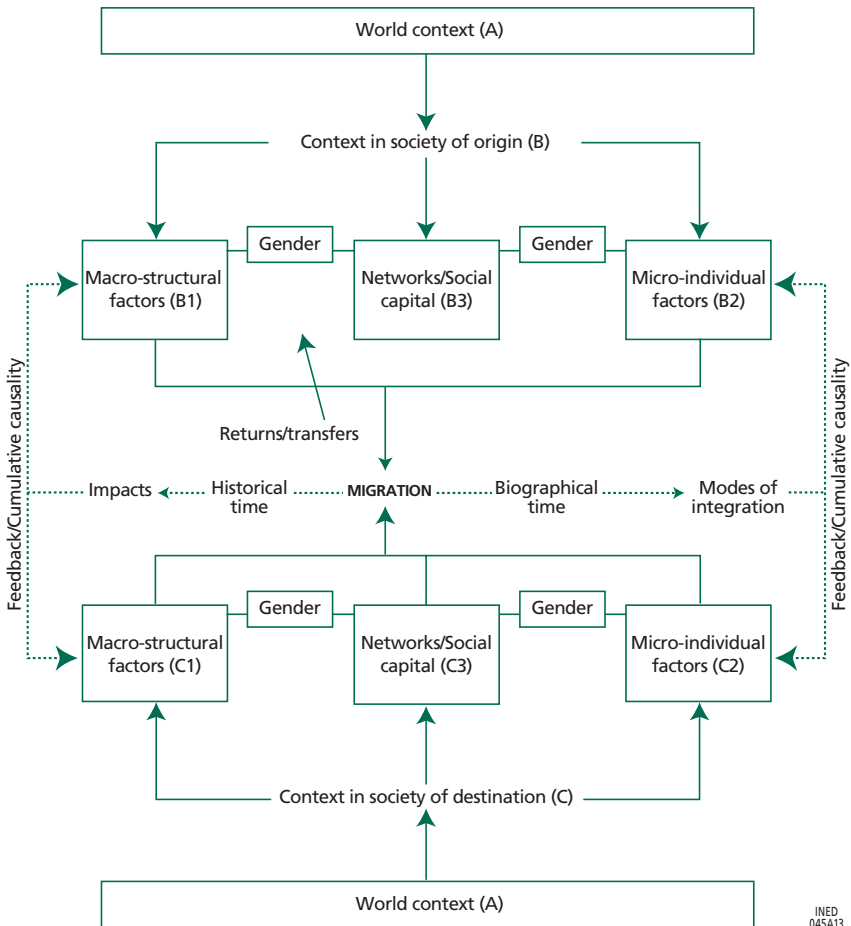 World context (A)
Context in society of origin (B)
Gender
Gender
Macro-structural
factors (B1)
Networks/Social
capital (B3)
Micro-individual
factors (B2)
Feedback/Cumulative causality
Feedback/Cumulative causality
Returns/transfers
Impacts
Historical
time
MIGRATION
Biographical
time
Modes of
integration
Gender
Gender
Macro-structural
factors (C1)
Networks/Social
capital (C3)
Micro-individual
factors (C2)
Context in society of destination (C)
World context (A)
INED
045A13